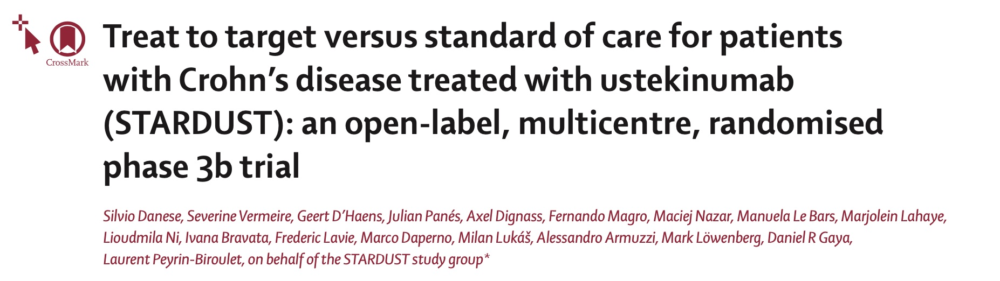 CrossMark
Treat to target versus standard of care for patients
with Crohn’s disease treated with ustekinumab
(STARDUST): an open-label, multicentre, randomised
phase 3b trial
Silvio Danese, Severine Vermeire, Geert D’Haens, Julian Panés, Axel Dignass, Fernando Magro, Maciej Nazar, Manuela Le Bars, Marjolein Lahaye,
Lioudmila Ni, Ivana Bravata, Frederic Lavie, Marco Daperno, Milan Lukáš, Alessandro Armuzzi, Mark Löwenberg, Daniel R Gaya,
Laurent Peyrin-Biroulet, on behalf of the STARDUST study group*